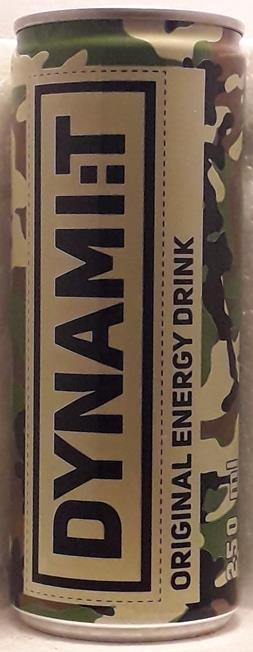 DYNAMI:T
ORIGINAL ENERGY DRINK
250 ml